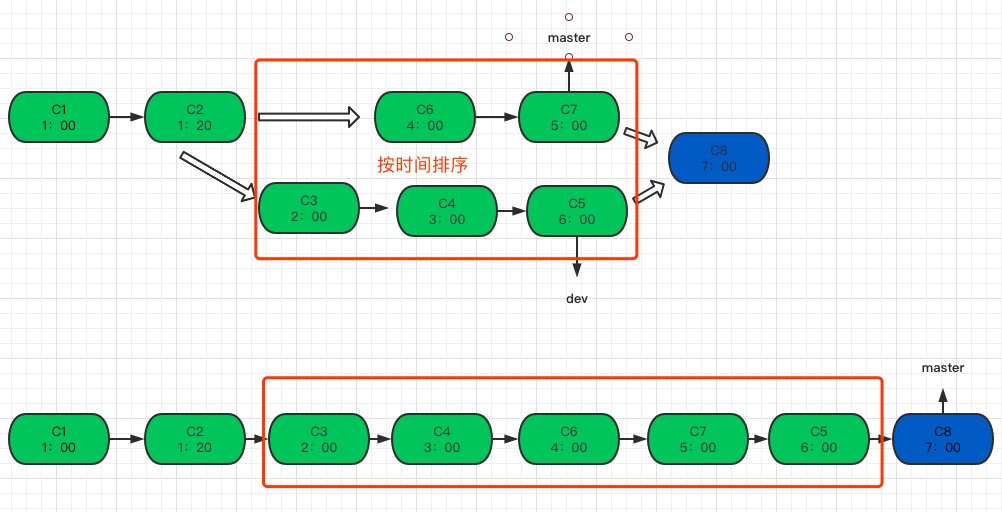 master
C1
1：00
C2
1：20
C6
4：00
C7
5：00
C8
7：00
按时间排序
C3
2：00
C4
3：00
C5
6：00
dev
master
C1
1：00
C2
1：20
C3
2：00
C4
3：00
C6
4：00
C7
5：00
C5
6：00
C8
7：00